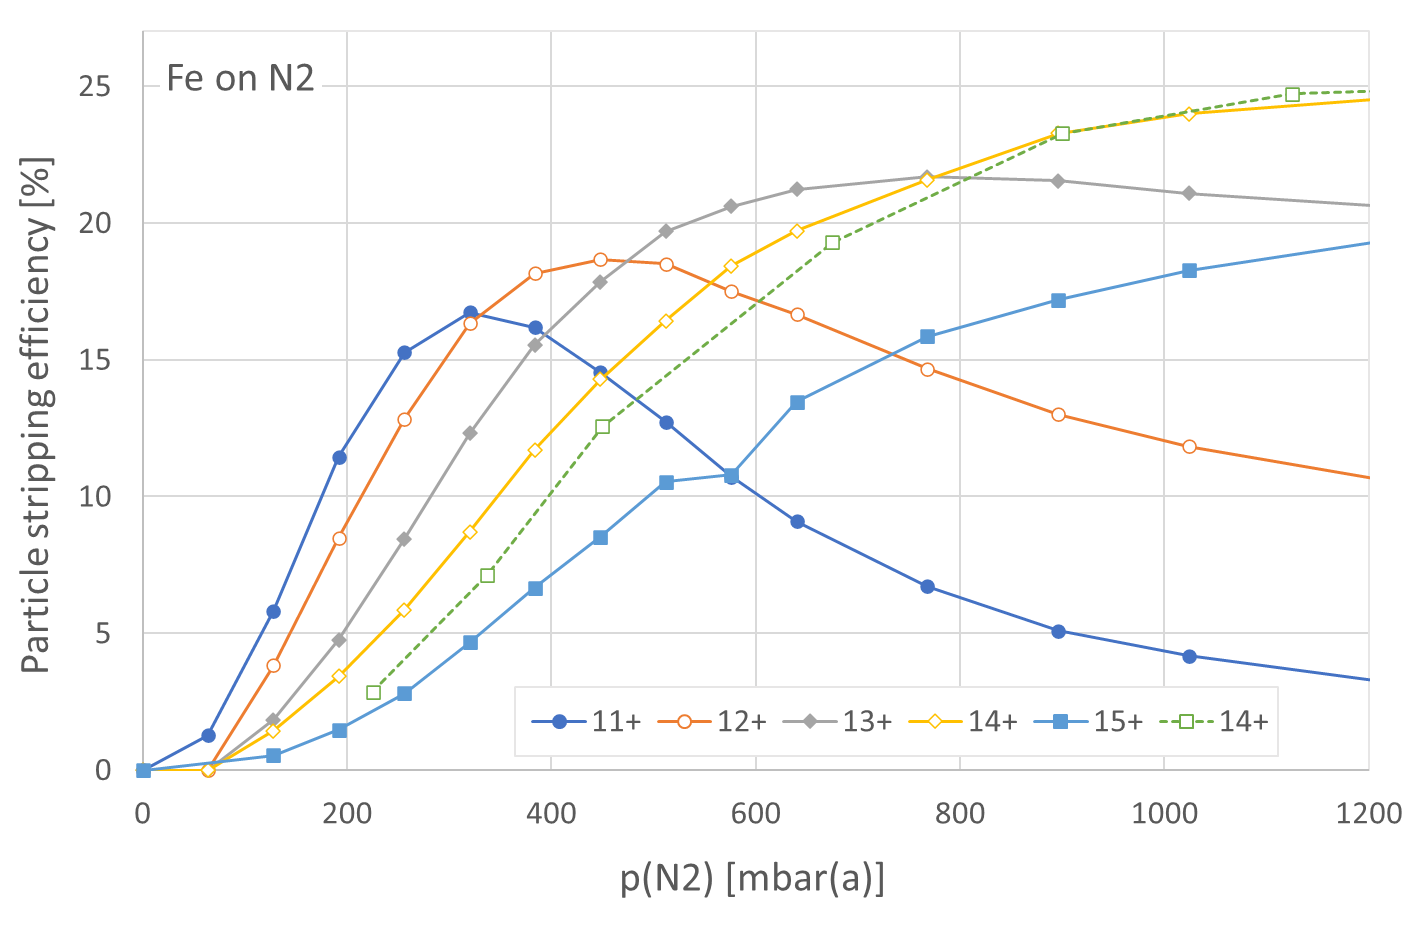 Fe on N2
Particle stripping efficiency [%]
25
20
15
10
5
0
11+ 12+ 13+ 14+ 15+ 14+
0 200 400 600 800 1000 1200
p(N2) [mbar(a)]